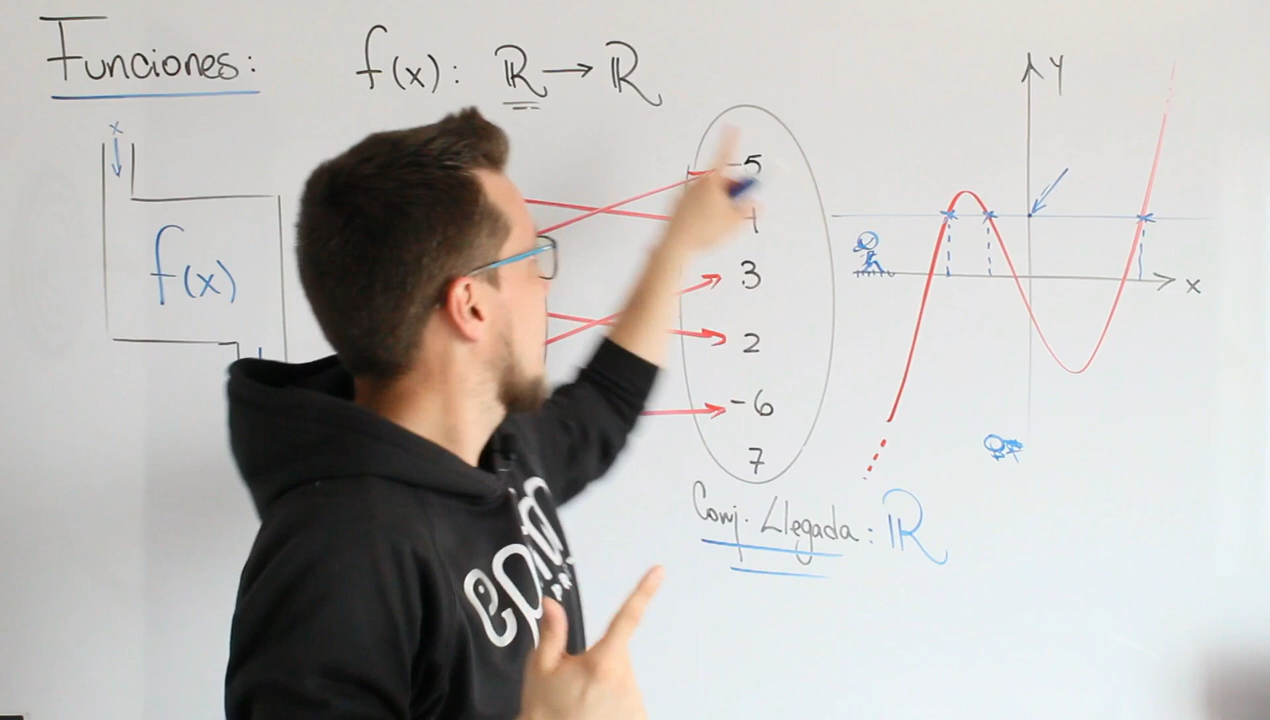 Funciones:
f(x): ℝ → ℝ
x
f(x)
-5
3
2
-6
7
Conj. Llegada: ℝ
y
x